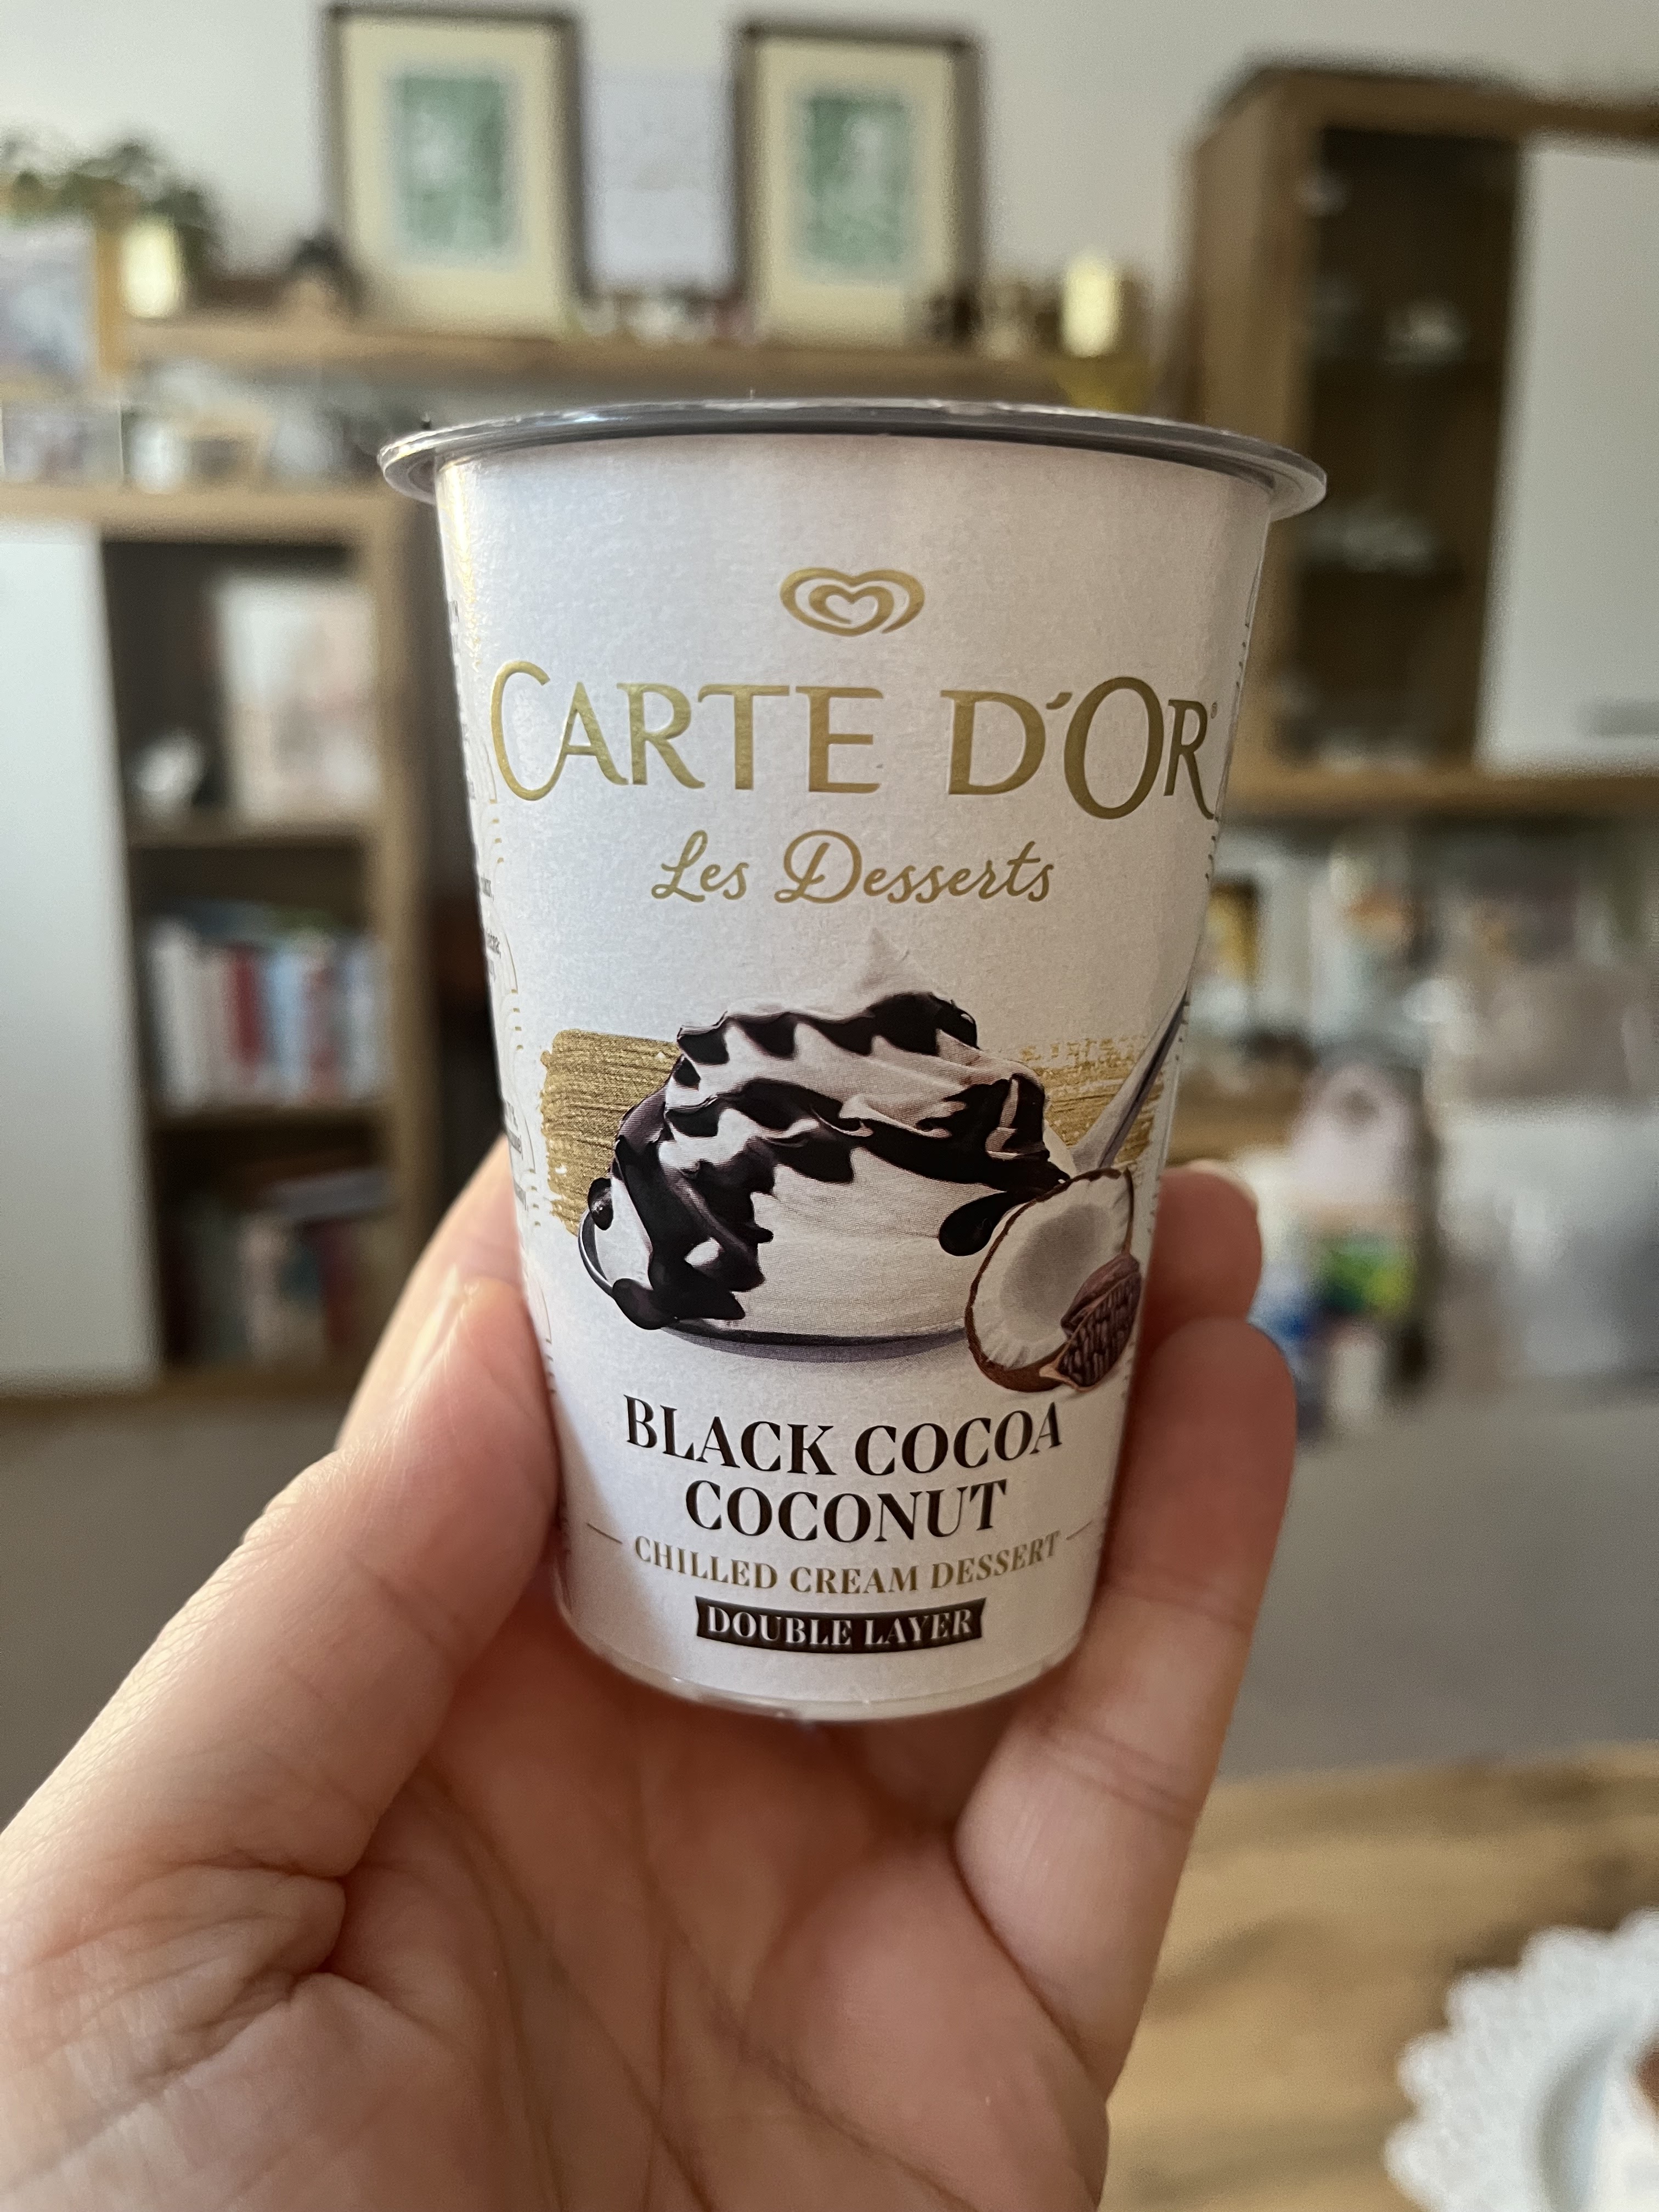 CARTE D'OR®
Les Desserts
BLACK COCOA
COCONUT
CHILLED CREAM DESSERT
DOUBLE LAYER